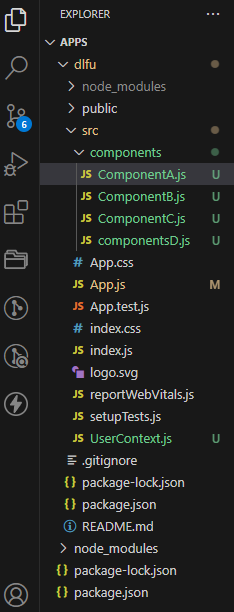 EXPLORER ...
APPS
dlfu
node_modules
public
src
components
JS ComponentA.js U
JS ComponentB.js U
JS ComponentC.js U
JS componentsD.js U
# App.css
JS App.js M
JS App.test.js
# index.css
JS index.js
logo.svg
JS reportWebVitals.js
JS setupTests.js
JS UserContext.js U
.gitignore
{} package-lock.json
{} package.json
README.md
node_modules
{} package-lock.json
{} package.json
6